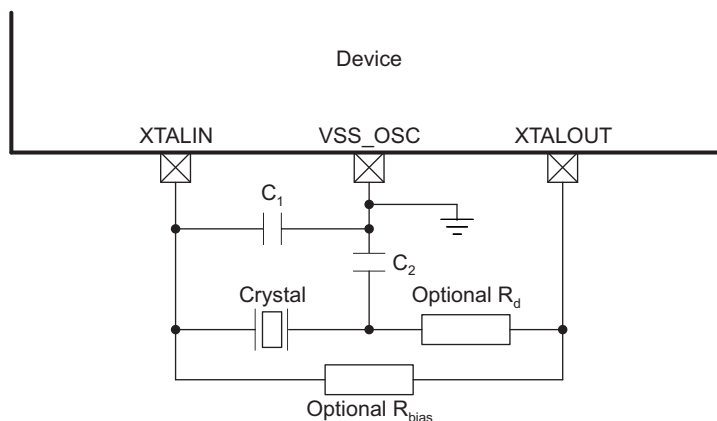 Device
XTALIN
VSS_OSC
XTALOUT
C1
C2
Crystal
Optional Rd
Optional Rbias